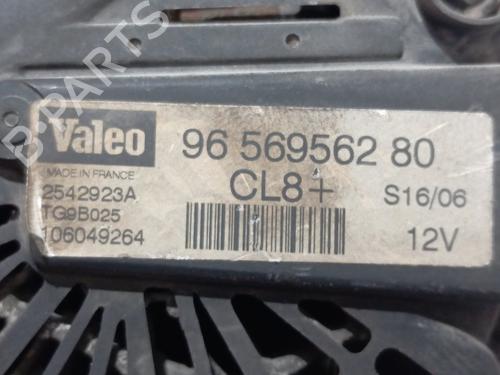 B-PARTS
Valeo
96 569562 80
MADE IN FRANCE
CL8+
2542923A
S16/06
TG9B025
106049264
12V